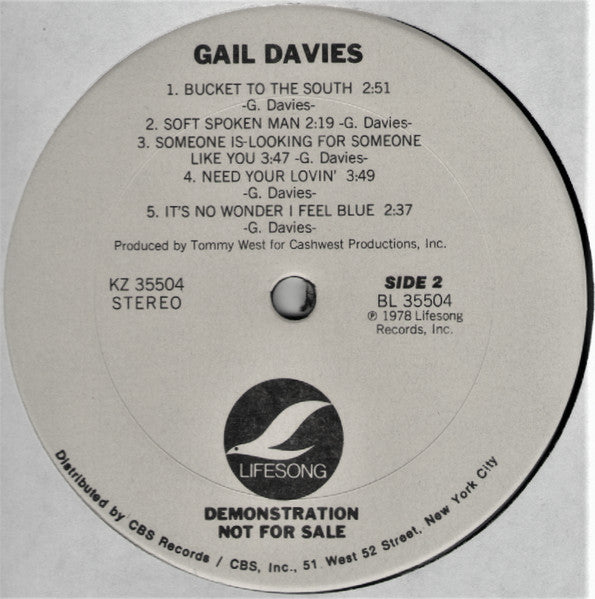 GAIL DAVIES
1. BUCKET TO THE SOUTH 2:51
-G. Davies-
2. SOFT SPOKEN MAN 2:19 -G. Davies-
3. SOMEONE IS-LOOKING FOR SOMEONE
LIKE YOU 3:47 -G. Davies-
4. NEED YOUR LOVIN' 3:49
-G. Davies-
5. IT'S NO WONDER I FEEL BLUE 2:37
-G. Davies-
Produced by Tommy West for Cashwest Productions, Inc.
KZ 35504
STEREO
SIDE 2
BL 35504
℗ 1978 Lifesong
Records, Inc.
LIFESONG
DEMONSTRATION
NOT FOR SALE
Distributed by CBS Records / CBS, Inc., 51 West 52 Street, New York City